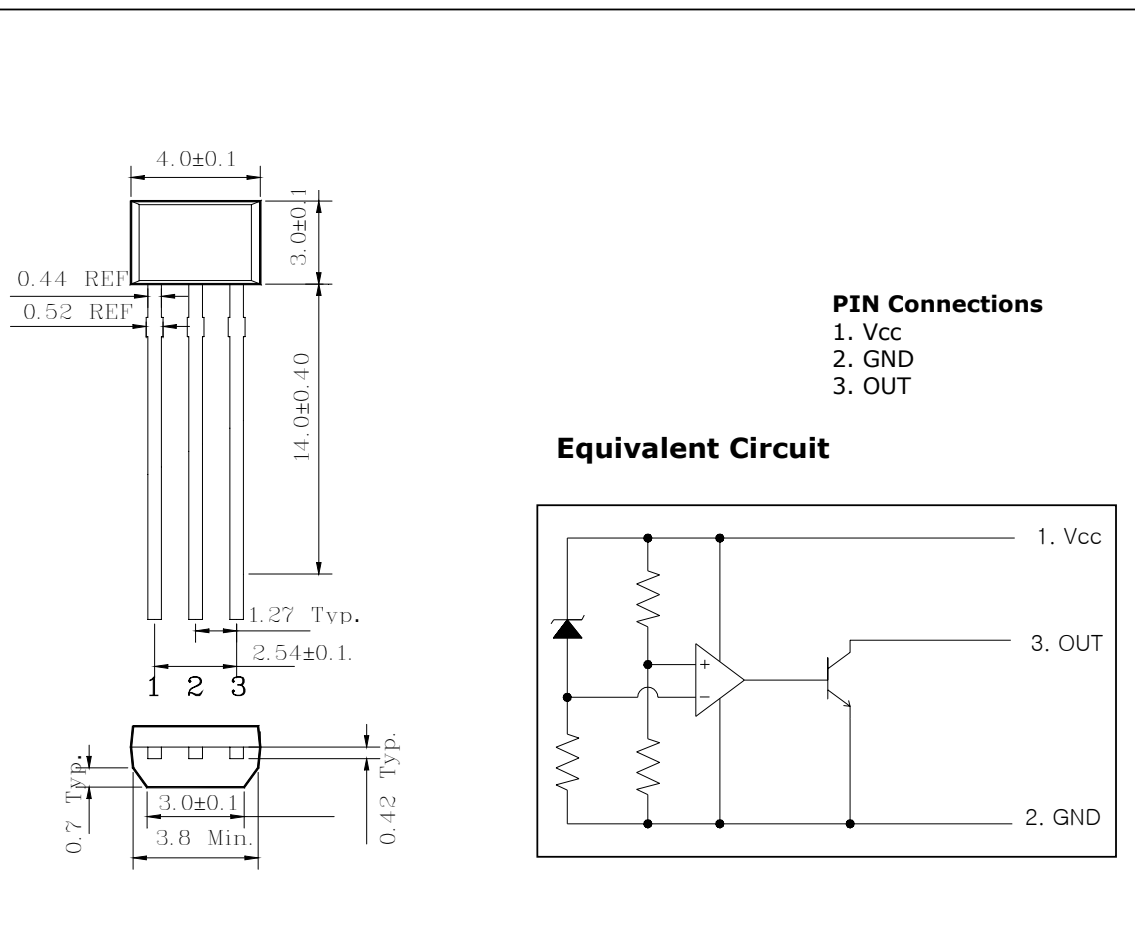 4.0±0.1
3.0±0.1
0.44 REF
0.52 REF
14.0±0.40
1.27 Typ.
2.54±0.1.
1 2 3
0.7 Typ.
3.0±0.1
3.8 Min.
0.42 Typ.
PIN Connections
1. Vcc
2. GND
3. OUT
Equivalent Circuit
1. Vcc
+
3. OUT
−
2. GND